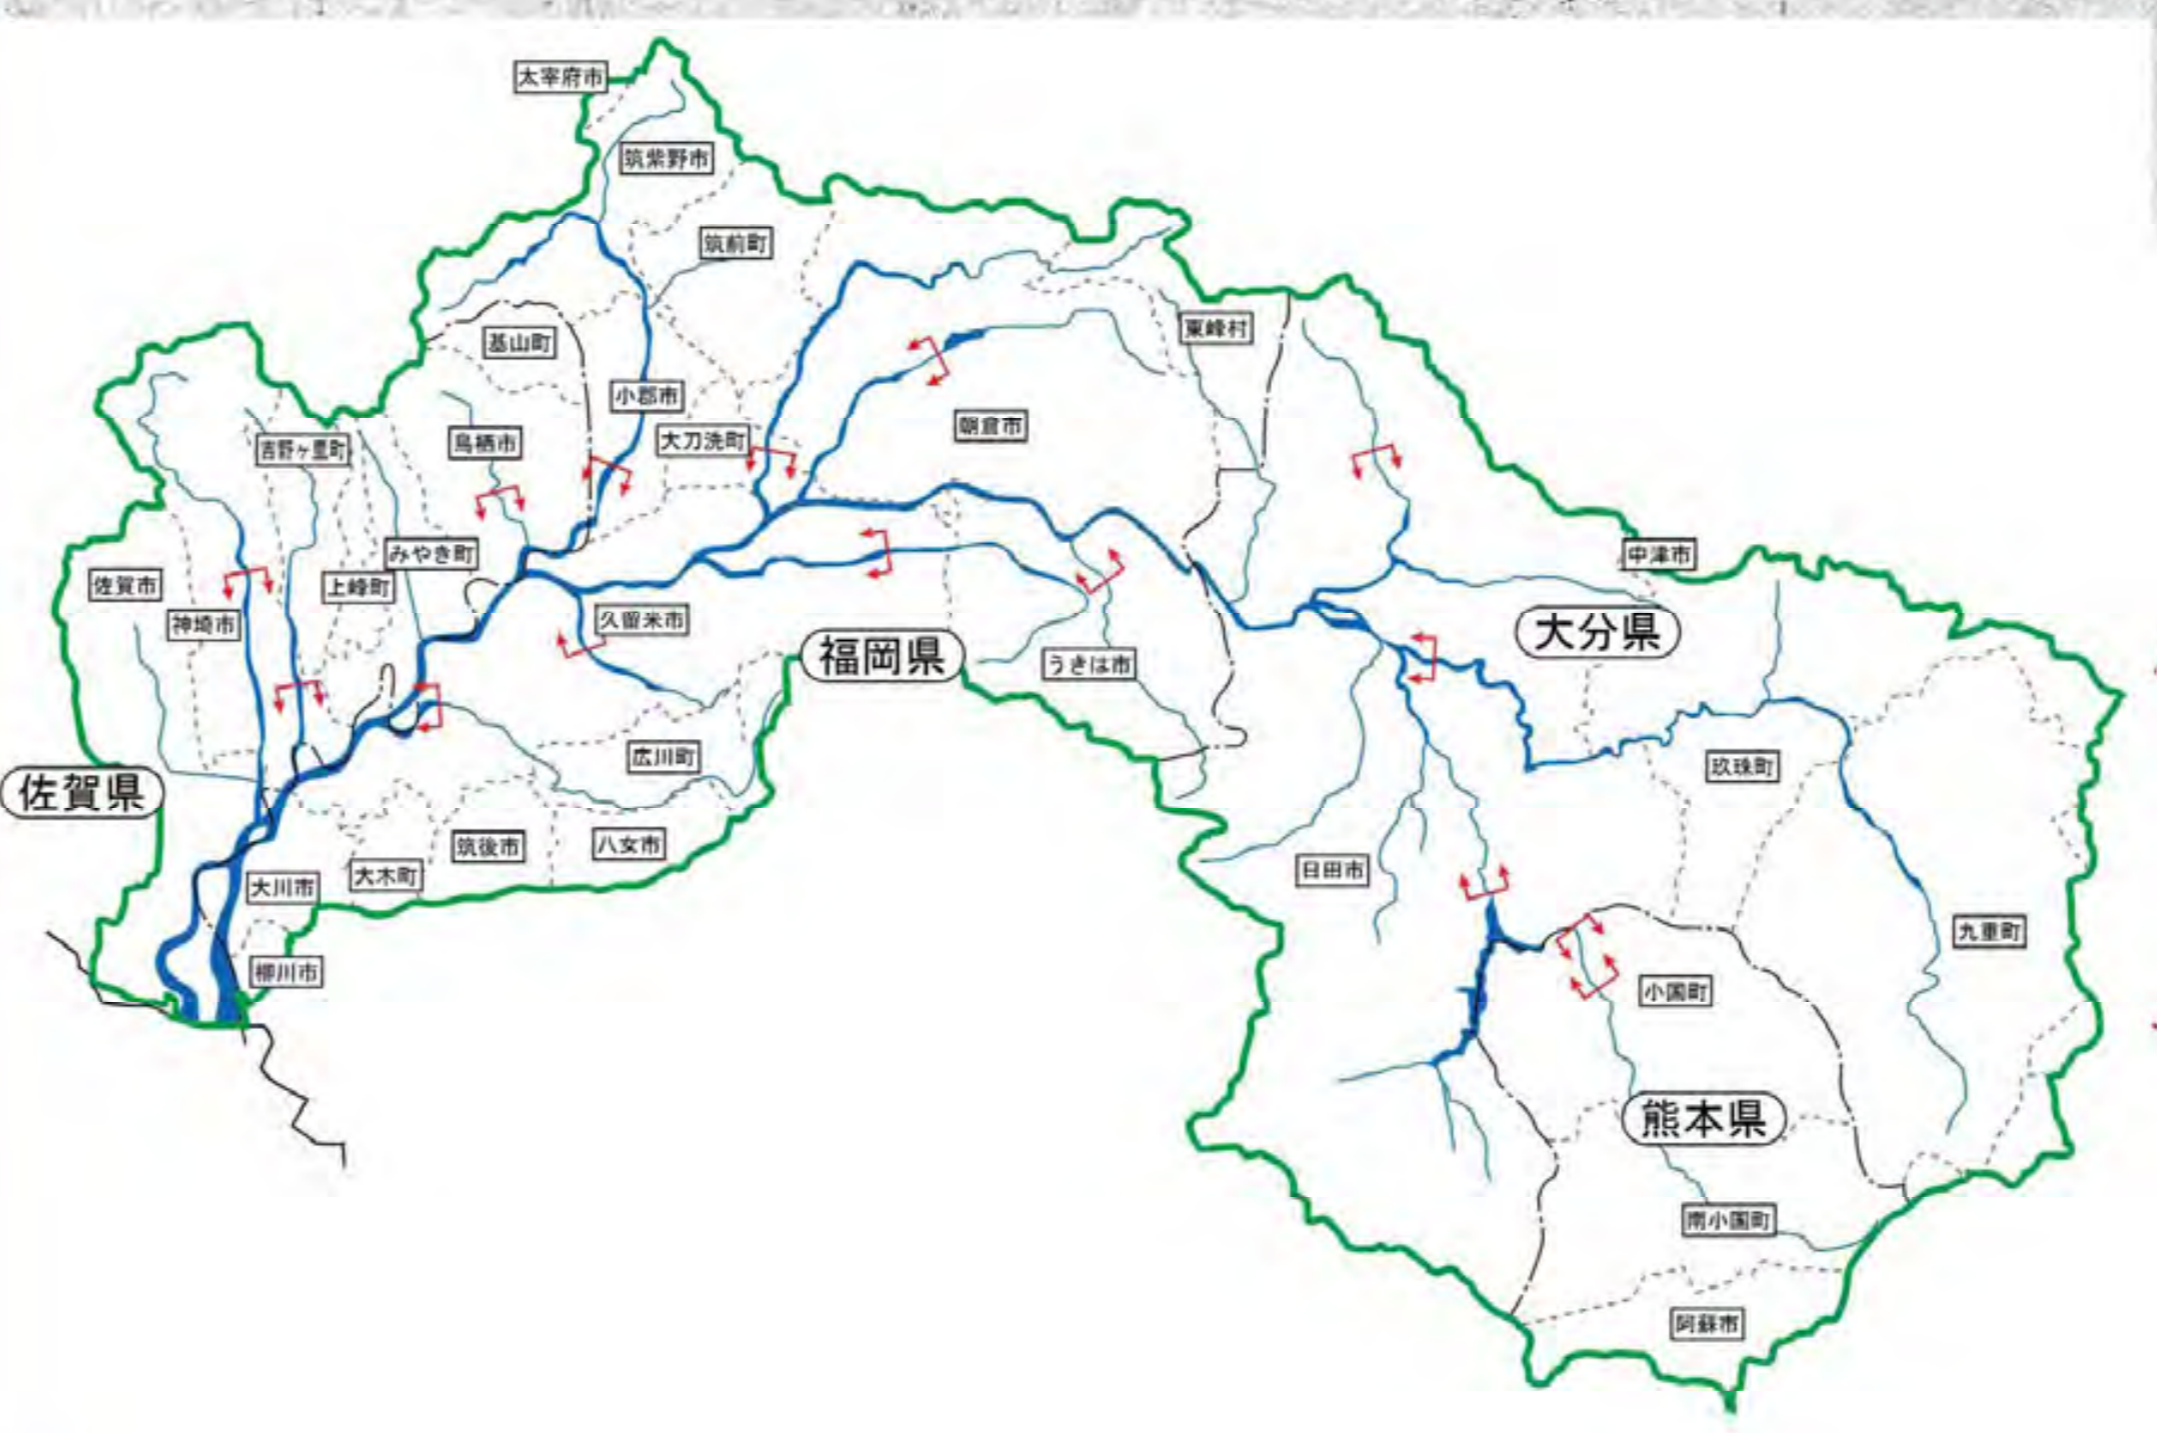 太宰府市
筑紫野市
筑前町
基山町
東峰村
小郡市
朝倉市
大刀洗町
鳥栖市
吉野ヶ里町
みやき町
中津市
佐賀市
上峰町
神埼市
久留米市
大分県
福岡県
うきは市
広川町
玖珠町
佐賀県
筑後市
八女市
日田市
大木町
大川市
九重町
柳川市
小国町
熊本県
南小国町
阿蘇市